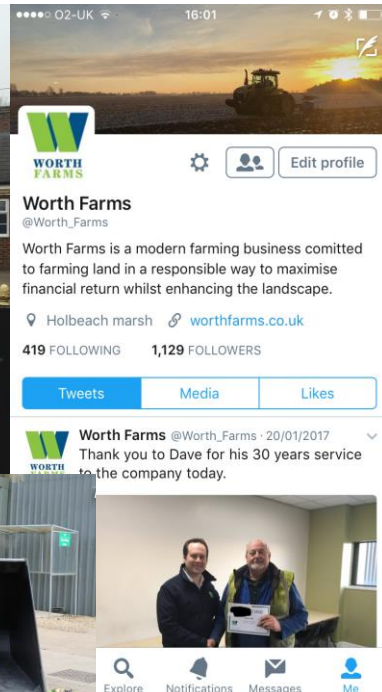 O2-UK 16:01
WORTH
FARMS
Edit profile
Worth Farms
@Worth_Farms
Worth Farms is a modern farming business comitted
to farming land in a responsible way to maximise
financial return whilst enhancing the landscape.
Holbeach marsh worthfarms.co.uk
419 FOLLOWING 1,129 FOLLOWERS
Tweets Media Likes
Worth Farms @Worth_Farms · 20/01/2017
Thank you to Dave for his 30 years service
to the company today.
WORTH
Explore Notifications Messages Me